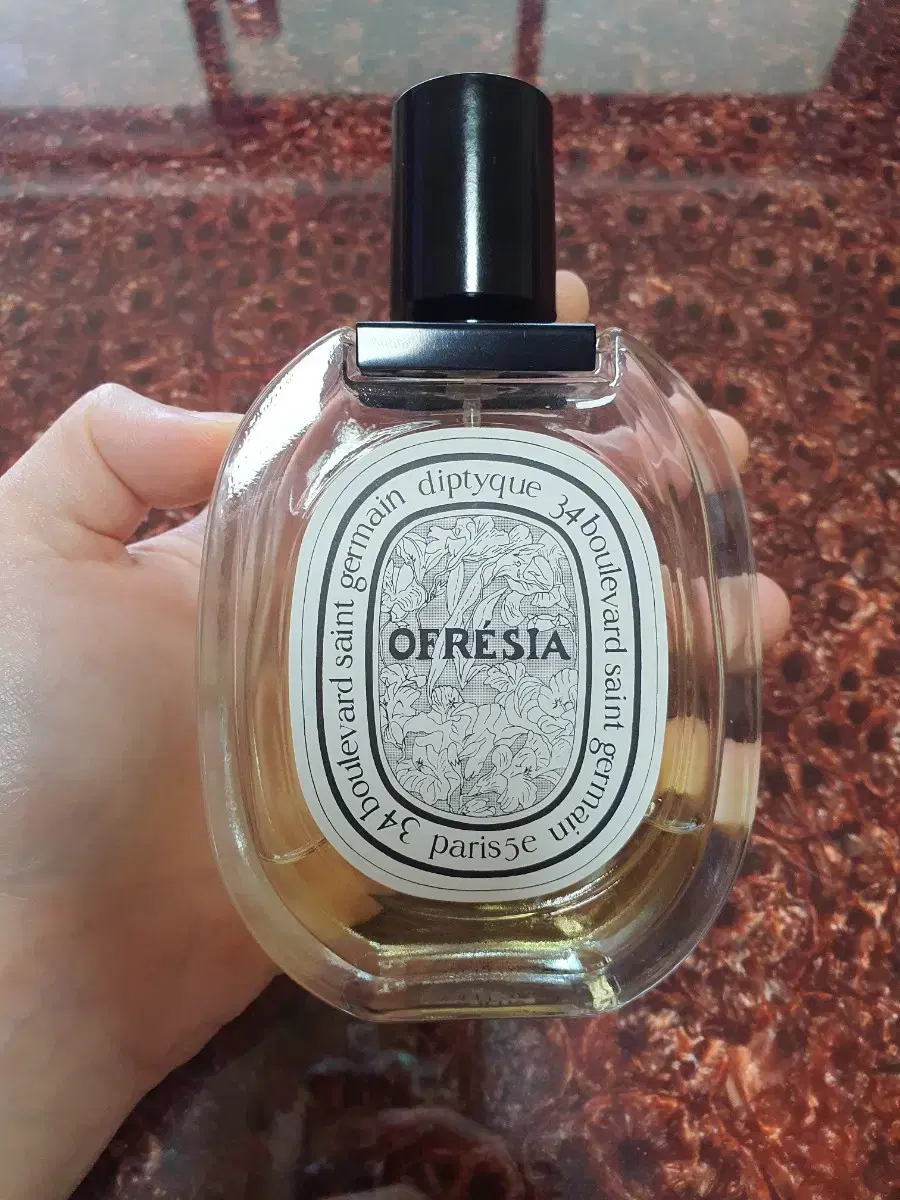 diptyque 34 boulevard saint germain paris5e 34 boulevard saint germain
OFRÉSIA